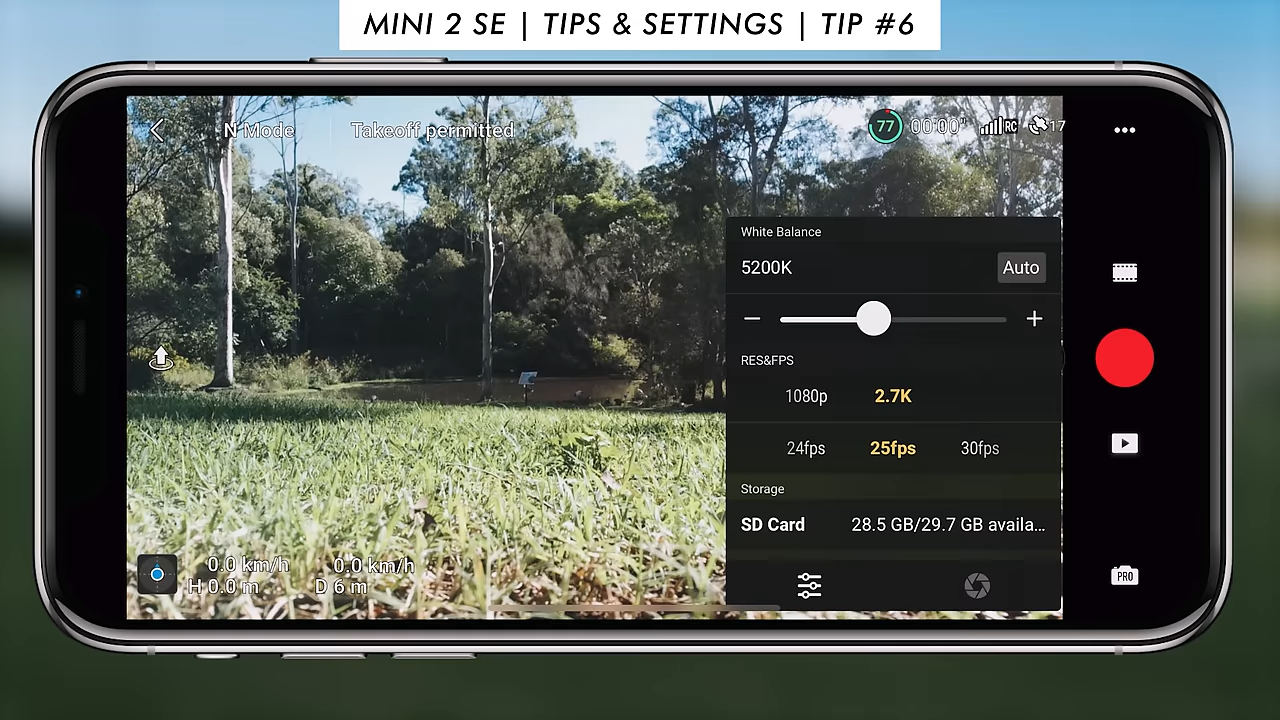 MINI 2 SE | TIPS & SETTINGS | TIP #6
N Mode
Takeoff permitted
77
00'00"
RC
17
White Balance
5200K
Auto
RES&FPS
1080p 2.7K
24fps 25fps 30fps
Storage
SD Card 28.5 GB/29.7 GB availa...
0.0 km/h 0.0 km/h
H 0.0 m D 6 m
PRO